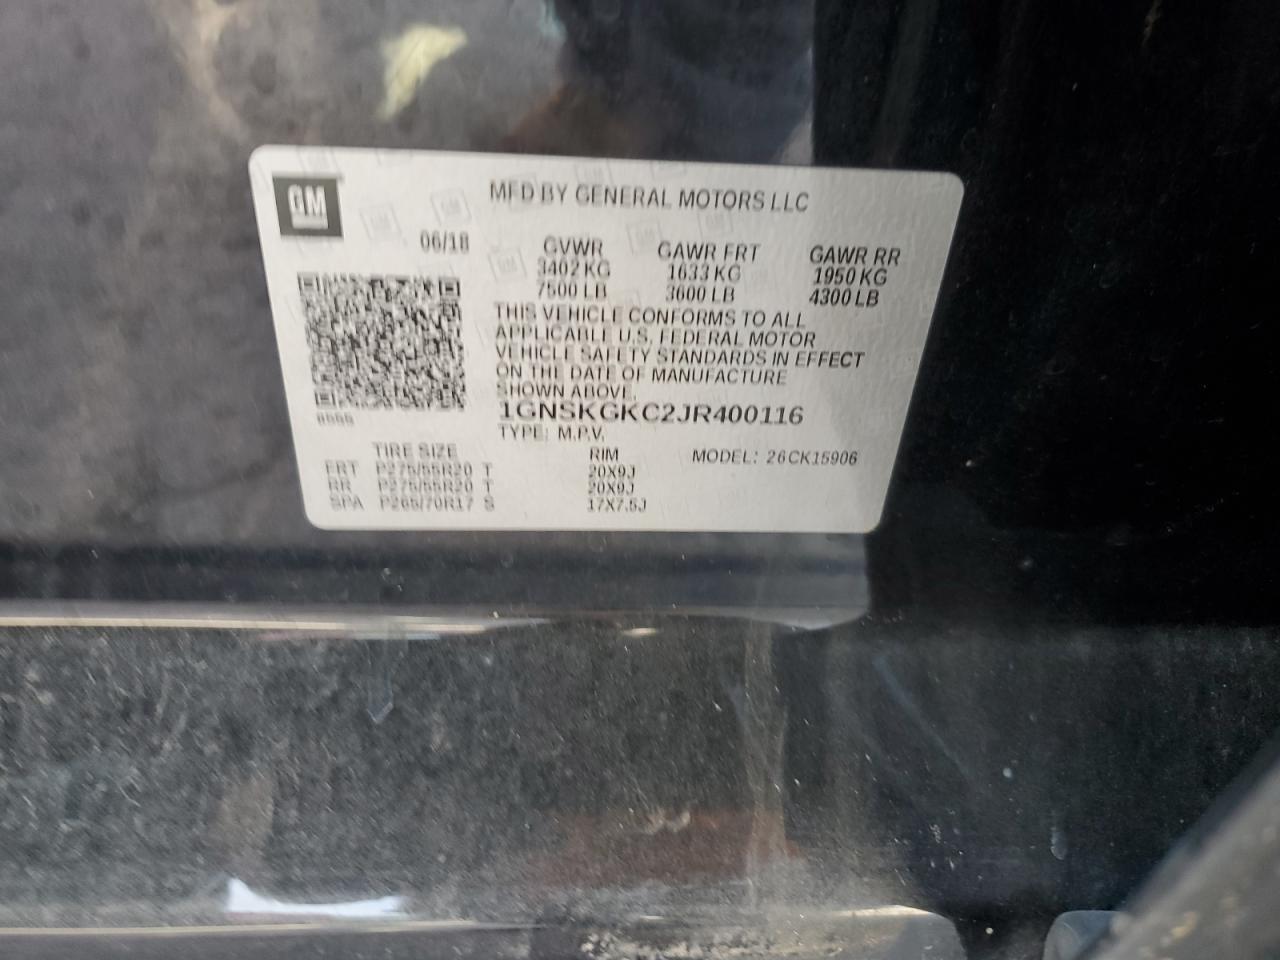 GM
MFD BY GENERAL MOTORS LLC
06/18 GVWR GAWR FRT GAWR RR
3402 KG 1633 KG 1950 KG
7500 LB 3600 LB 4300 LB
THIS VEHICLE CONFORMS TO ALL
APPLICABLE U.S. FEDERAL MOTOR
VEHICLE SAFETY STANDARDS IN EFFECT
ON THE DATE OF MANUFACTURE
SHOWN ABOVE.
1GNSKGKC2JR400116
TYPE: M.P.V.
TIRE SIZE RIM MODEL: 26CK15906
FRT P275/55R20 T 20X9J
RR P275/55R20 T 20X9J
SPA P265/70R17 S 17X7.5J